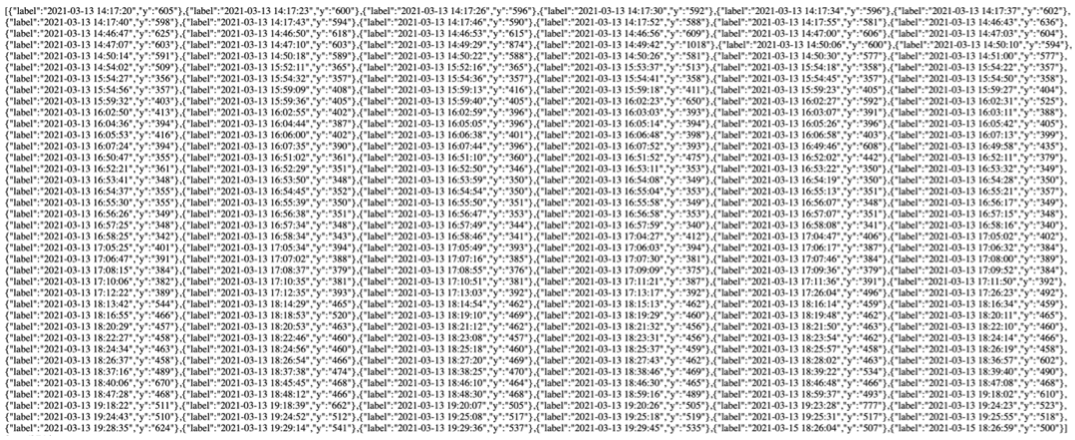 [{"label":"2021-03-13 14:17:20","y":"605"},{"label":"2021-03-13 14:17:23","y":"600"},{"label":"2021-03-13 14:17:26","y":"596"},{"label":"2021-03-13 14:17:30","y":"592"},{"label":"2021-03-13 14:17:34","y":"596"},{"label":"2021-03-13 14:17:37","y":"602"},
{"label":"2021-03-13 14:17:40","y":"598"},{"label":"2021-03-13 14:17:43","y":"594"},{"label":"2021-03-13 14:17:46","y":"590"},{"label":"2021-03-13 14:17:52","y":"588"},{"label":"2021-03-13 14:17:55","y":"581"},{"label":"2021-03-13 14:46:43","y":"636"},
{"label":"2021-03-13 14:46:47","y":"625"},{"label":"2021-03-13 14:46:50","y":"618"},{"label":"2021-03-13 14:46:53","y":"615"},{"label":"2021-03-13 14:46:56","y":"609"},{"label":"2021-03-13 14:47:00","y":"606"},{"label":"2021-03-13 14:47:03","y":"604"},
{"label":"2021-03-13 14:47:07","y":"603"},{"label":"2021-03-13 14:47:10","y":"603"},{"label":"2021-03-13 14:49:29","y":"874"},{"label":"2021-03-13 14:49:42","y":"1018"},{"label":"2021-03-13 14:50:06","y":"600"},{"label":"2021-03-13 14:50:10","y":"594"},
{"label":"2021-03-13 14:50:14","y":"591"},{"label":"2021-03-13 14:50:18","y":"589"},{"label":"2021-03-13 14:50:22","y":"588"},{"label":"2021-03-13 14:50:26","y":"581"},{"label":"2021-03-13 14:50:30","y":"577"},{"label":"2021-03-13 14:51:00","y":"577"},
{"label":"2021-03-13 14:54:02","y":"509"},{"label":"2021-03-13 15:52:11","y":"365"},{"label":"2021-03-13 15:52:16","y":"365"},{"label":"2021-03-13 15:53:37","y":"513"},{"label":"2021-03-13 15:54:18","y":"358"},{"label":"2021-03-13 15:54:22","y":"357"},
{"label":"2021-03-13 15:54:27","y":"356"},{"label":"2021-03-13 15:54:32","y":"357"},{"label":"2021-03-13 15:54:36","y":"357"},{"label":"2021-03-13 15:54:41","y":"358"},{"label":"2021-03-13 15:54:45","y":"357"},{"label":"2021-03-13 15:54:50","y":"358"},
{"label":"2021-03-13 15:54:56","y":"357"},{"label":"2021-03-13 15:59:09","y":"408"},{"label":"2021-03-13 15:59:13","y":"416"},{"label":"2021-03-13 15:59:18","y":"411"},{"label":"2021-03-13 15:59:23","y":"405"},{"label":"2021-03-13 15:59:27","y":"404"},
{"label":"2021-03-13 15:59:32","y":"403"},{"label":"2021-03-13 15:59:36","y":"405"},{"label":"2021-03-13 15:59:40","y":"405"},{"label":"2021-03-13 16:02:23","y":"650"},{"label":"2021-03-13 16:02:27","y":"592"},{"label":"2021-03-13 16:02:31","y":"525"},
{"label":"2021-03-13 16:02:50","y":"413"},{"label":"2021-03-13 16:02:55","y":"402"},{"label":"2021-03-13 16:02:59","y":"396"},{"label":"2021-03-13 16:03:03","y":"393"},{"label":"2021-03-13 16:03:07","y":"391"},{"label":"2021-03-13 16:03:11","y":"388"},
{"label":"2021-03-13 16:04:36","y":"394"},{"label":"2021-03-13 16:04:44","y":"387"},{"label":"2021-03-13 16:05:05","y":"396"},{"label":"2021-03-13 16:05:14","y":"394"},{"label":"2021-03-13 16:05:26","y":"396"},{"label":"2021-03-13 16:05:42","y":"405"},
{"label":"2021-03-13 16:05:53","y":"416"},{"label":"2021-03-13 16:06:00","y":"402"},{"label":"2021-03-13 16:06:38","y":"401"},{"label":"2021-03-13 16:06:48","y":"398"},{"label":"2021-03-13 16:06:58","y":"403"},{"label":"2021-03-13 16:07:13","y":"399"},
{"label":"2021-03-13 16:07:24","y":"394"},{"label":"2021-03-13 16:07:35","y":"390"},{"label":"2021-03-13 16:07:44","y":"396"},{"label":"2021-03-13 16:07:52","y":"393"},{"label":"2021-03-13 16:49:46","y":"608"},{"label":"2021-03-13 16:49:58","y":"435"},
{"label":"2021-03-13 16:50:47","y":"355"},{"label":"2021-03-13 16:51:02","y":"361"},{"label":"2021-03-13 16:51:10","y":"360"},{"label":"2021-03-13 16:51:52","y":"475"},{"label":"2021-03-13 16:52:02","y":"442"},{"label":"2021-03-13 16:52:11","y":"379"},
{"label":"2021-03-13 16:52:21","y":"361"},{"label":"2021-03-13 16:52:29","y":"351"},{"label":"2021-03-13 16:52:50","y":"346"},{"label":"2021-03-13 16:53:11","y":"353"},{"label":"2021-03-13 16:53:22","y":"350"},{"label":"2021-03-13 16:53:32","y":"349"},
{"label":"2021-03-13 16:53:41","y":"348"},{"label":"2021-03-13 16:53:50","y":"348"},{"label":"2021-03-13 16:53:59","y":"350"},{"label":"2021-03-13 16:54:08","y":"349"},{"label":"2021-03-13 16:54:19","y":"350"},{"label":"2021-03-13 16:54:28","y":"350"},
{"label":"2021-03-13 16:54:37","y":"355"},{"label":"2021-03-13 16:54:45","y":"352"},{"label":"2021-03-13 16:54:54","y":"350"},{"label":"2021-03-13 16:55:04","y":"353"},{"label":"2021-03-13 16:55:13","y":"351"},{"label":"2021-03-13 16:55:21","y":"357"},
{"label":"2021-03-13 16:55:30","y":"355"},{"label":"2021-03-13 16:55:39","y":"350"},{"label":"2021-03-13 16:55:50","y":"351"},{"label":"2021-03-13 16:55:58","y":"349"},{"label":"2021-03-13 16:56:07","y":"348"},{"label":"2021-03-13 16:56:17","y":"349"},
{"label":"2021-03-13 16:56:26","y":"349"},{"label":"2021-03-13 16:56:38","y":"351"},{"label":"2021-03-13 16:56:47","y":"353"},{"label":"2021-03-13 16:56:58","y":"353"},{"label":"2021-03-13 16:57:07","y":"351"},{"label":"2021-03-13 16:57:15","y":"348"},
{"label":"2021-03-13 16:57:25","y":"348"},{"label":"2021-03-13 16:57:34","y":"348"},{"label":"2021-03-13 16:57:49","y":"344"},{"label":"2021-03-13 16:57:59","y":"340"},{"label":"2021-03-13 16:58:08","y":"341"},{"label":"2021-03-13 16:58:16","y":"340"},
{"label":"2021-03-13 16:58:25","y":"342"},{"label":"2021-03-13 16:58:34","y":"343"},{"label":"2021-03-13 16:58:46","y":"341"},{"label":"2021-03-13 17:04:27","y":"412"},{"label":"2021-03-13 17:04:47","y":"406"},{"label":"2021-03-13 17:05:02","y":"402"},
{"label":"2021-03-13 17:05:25","y":"401"},{"label":"2021-03-13 17:05:34","y":"394"},{"label":"2021-03-13 17:05:49","y":"393"},{"label":"2021-03-13 17:06:03","y":"394"},{"label":"2021-03-13 17:06:17","y":"387"},{"label":"2021-03-13 17:06:32","y":"384"},
{"label":"2021-03-13 17:06:47","y":"391"},{"label":"2021-03-13 17:07:02","y":"388"},{"label":"2021-03-13 17:07:16","y":"385"},{"label":"2021-03-13 17:07:30","y":"381"},{"label":"2021-03-13 17:07:46","y":"384"},{"label":"2021-03-13 17:08:00","y":"389"},
{"label":"2021-03-13 17:08:15","y":"384"},{"label":"2021-03-13 17:08:37","y":"379"},{"label":"2021-03-13 17:08:55","y":"376"},{"label":"2021-03-13 17:09:09","y":"375"},{"label":"2021-03-13 17:09:36","y":"379"},{"label":"2021-03-13 17:09:52","y":"384"},
{"label":"2021-03-13 17:10:06","y":"382"},{"label":"2021-03-13 17:10:35","y":"381"},{"label":"2021-03-13 17:10:51","y":"381"},{"label":"2021-03-13 17:11:21","y":"387"},{"label":"2021-03-13 17:11:36","y":"391"},{"label":"2021-03-13 17:11:50","y":"392"},
{"label":"2021-03-13 17:12:22","y":"389"},{"label":"2021-03-13 17:12:35","y":"393"},{"label":"2021-03-13 17:13:03","y":"392"},{"label":"2021-03-13 17:13:17","y":"392"},{"label":"2021-03-13 17:26:04","y":"496"},{"label":"2021-03-13 17:26:23","y":"492"},
{"label":"2021-03-13 18:13:42","y":"544"},{"label":"2021-03-13 18:14:29","y":"465"},{"label":"2021-03-13 18:14:54","y":"462"},{"label":"2021-03-13 18:15:13","y":"462"},{"label":"2021-03-13 18:16:14","y":"459"},{"label":"2021-03-13 18:16:34","y":"459"},
{"label":"2021-03-13 18:16:55","y":"466"},{"label":"2021-03-13 18:18:53","y":"520"},{"label":"2021-03-13 18:19:10","y":"469"},{"label":"2021-03-13 18:19:29","y":"460"},{"label":"2021-03-13 18:19:48","y":"462"},{"label":"2021-03-13 18:20:11","y":"465"},
{"label":"2021-03-13 18:20:29","y":"457"},{"label":"2021-03-13 18:20:53","y":"463"},{"label":"2021-03-13 18:21:12","y":"462"},{"label":"2021-03-13 18:21:32","y":"456"},{"label":"2021-03-13 18:21:50","y":"463"},{"label":"2021-03-13 18:22:10","y":"460"},
{"label":"2021-03-13 18:22:27","y":"458"},{"label":"2021-03-13 18:22:46","y":"460"},{"label":"2021-03-13 18:23:08","y":"457"},{"label":"2021-03-13 18:23:31","y":"456"},{"label":"2021-03-13 18:23:54","y":"462"},{"label":"2021-03-13 18:24:14","y":"466"},
{"label":"2021-03-13 18:24:34","y":"463"},{"label":"2021-03-13 18:24:56","y":"460"},{"label":"2021-03-13 18:25:18","y":"460"},{"label":"2021-03-13 18:25:37","y":"459"},{"label":"2021-03-13 18:25:57","y":"458"},{"label":"2021-03-13 18:26:19","y":"458"},
{"label":"2021-03-13 18:26:37","y":"458"},{"label":"2021-03-13 18:26:54","y":"466"},{"label":"2021-03-13 18:27:20","y":"469"},{"label":"2021-03-13 18:27:43","y":"462"},{"label":"2021-03-13 18:28:02","y":"463"},{"label":"2021-03-13 18:36:57","y":"602"},
{"label":"2021-03-13 18:37:16","y":"489"},{"label":"2021-03-13 18:37:38","y":"474"},{"label":"2021-03-13 18:38:25","y":"470"},{"label":"2021-03-13 18:38:46","y":"469"},{"label":"2021-03-13 18:39:22","y":"534"},{"label":"2021-03-13 18:39:40","y":"490"},
{"label":"2021-03-13 18:40:06","y":"670"},{"label":"2021-03-13 18:45:45","y":"468"},{"label":"2021-03-13 18:46:10","y":"464"},{"label":"2021-03-13 18:46:30","y":"465"},{"label":"2021-03-13 18:46:48","y":"466"},{"label":"2021-03-13 18:47:08","y":"468"},
{"label":"2021-03-13 18:47:28","y":"468"},{"label":"2021-03-13 18:48:12","y":"466"},{"label":"2021-03-13 18:48:30","y":"468"},{"label":"2021-03-13 18:59:16","y":"489"},{"label":"2021-03-13 18:59:37","y":"493"},{"label":"2021-03-13 19:18:02","y":"610"},
{"label":"2021-03-13 19:18:22","y":"511"},{"label":"2021-03-13 19:18:39","y":"662"},{"label":"2021-03-13 19:20:07","y":"505"},{"label":"2021-03-13 19:20:26","y":"505"},{"label":"2021-03-13 19:23:28","y":"777"},{"label":"2021-03-13 19:24:23","y":"523"},
{"label":"2021-03-13 19:24:43","y":"510"},{"label":"2021-03-13 19:24:52","y":"512"},{"label":"2021-03-13 19:25:08","y":"517"},{"label":"2021-03-13 19:25:18","y":"519"},{"label":"2021-03-13 19:25:31","y":"517"},{"label":"2021-03-13 19:25:55","y":"518"},
{"label":"2021-03-13 19:28:35","y":"624"},{"label":"2021-03-13 19:29:14","y":"541"},{"label":"2021-03-13 19:29:36","y":"537"},{"label":"2021-03-13 19:29:45","y":"535"},{"label":"2021-03-15 18:26:04","y":"507"},{"label":"2021-03-15 18:26:59","y":"500"}]